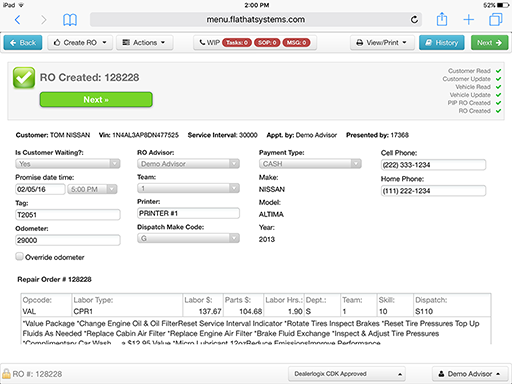 iPad
2:00 PM
52%
menu.flathatsystems.com
Back
Create RO
Actions
WIP
Tasks: 0
SOP: 0
MSG: 0
View/Print
History
Next
RO Created: 128228
Next »
Customer Read
Customer Update
Vehicle Read
Vehicle Update
PIP RO Created
RO Created
Customer: TOM NISSAN Vin: 1N4AL3AP8DN477525 Service Interval: 30000 Appt. by: Demo Advisor Presented by: 17368
Is Customer Waiting?:
Yes
Promise date time:
02/05/16
5:00 PM
Tag:
T2051
Odometer:
29000
Override odometer
RO Advisor:
Demo Advisor
Team:
1
Printer:
PRINTER #1
Dispatch Make Code:
G
Payment Type:
CASH
Make:
NISSAN
Model:
ALTIMA
Year:
2013
Cell Phone:
(222) 333-1234
Home Phone:
(111) 222-1234
Repair Order # 128228
Opcode: Labor Type: Labor $: Parts $: Labor Hrs.: Dept.: Team: Skill: Dispatch:
VAL CPR1 137.67 104.68 1.90 S 1 10 S110
*Value Package *Change Engine Oil & Oil FilterReset Service Interval Indicator *Rotate Tires Inspect Brakes *Reset Tire Pressures Top Up
Fluids As Needed *Replace Cabin Air Filter *Replace Engine Air Filter *Brake Fluid Exchange *Inspect & Adjust Tire Pressures
*Complimentary Car Wash a $12.95 Value *Micro Lubricant 12ozReduce EmissionsImprove Performance
RO #: 128228
Dealerlogix CDK Approved
Demo Advisor